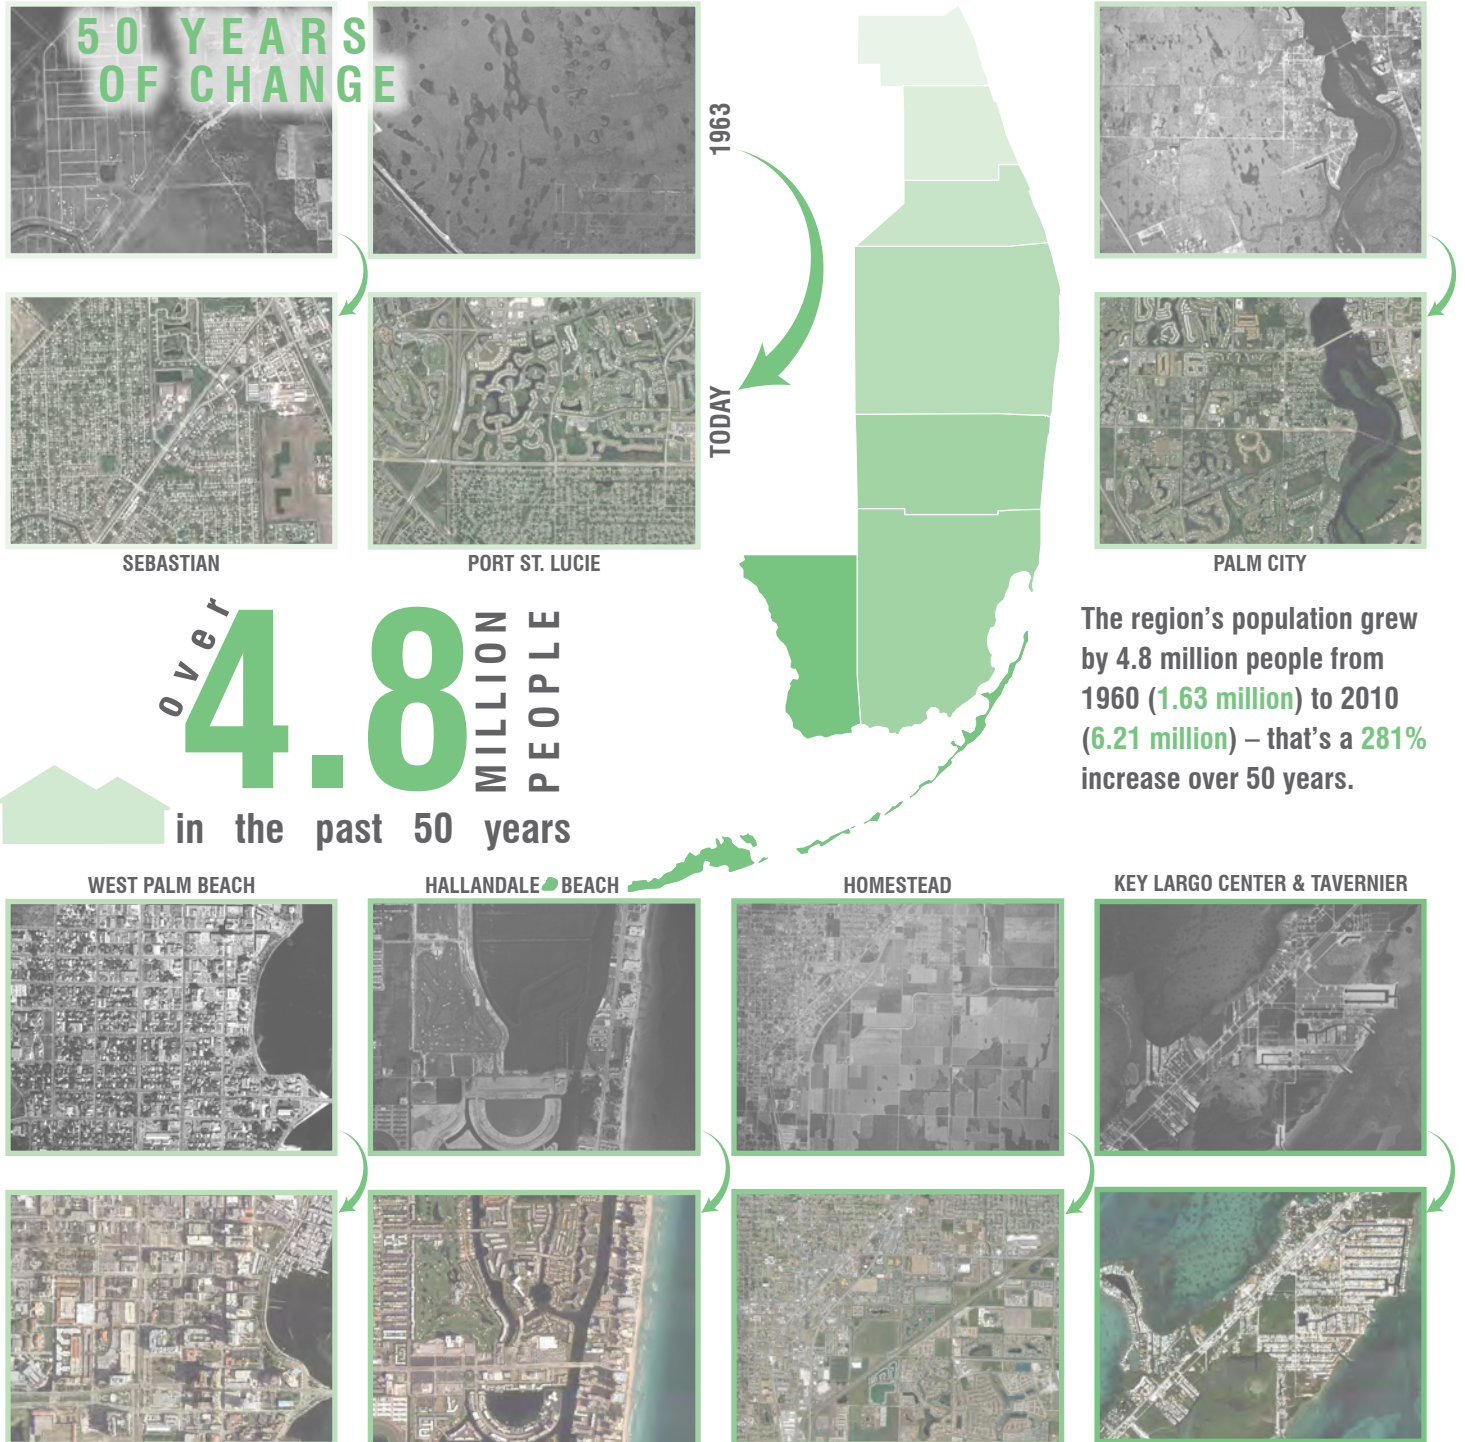 50 YEARS
OF CHANGE
1963
TODAY
SEBASTIAN
PORT ST. LUCIE
PALM CITY
over
4.8
MILLION
PEOPLE
in the past 50 years
The region's population grew
by 4.8 million people from
1960 (1.63 million) to 2010
(6.21 million) – that's a 281%
increase over 50 years.
WEST PALM BEACH
HALLANDALE BEACH
HOMESTEAD
KEY LARGO CENTER & TAVERNIER